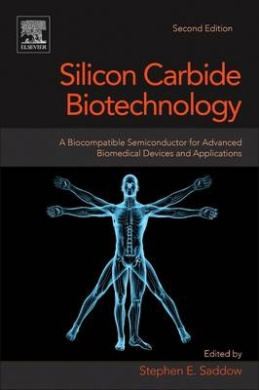 Second Edition
ELSEVIER
Silicon Carbide
Biotechnology
A Biocompatible Semiconductor for Advanced
Biomedical Devices and Applications
Edited by
Stephen E. Saddow